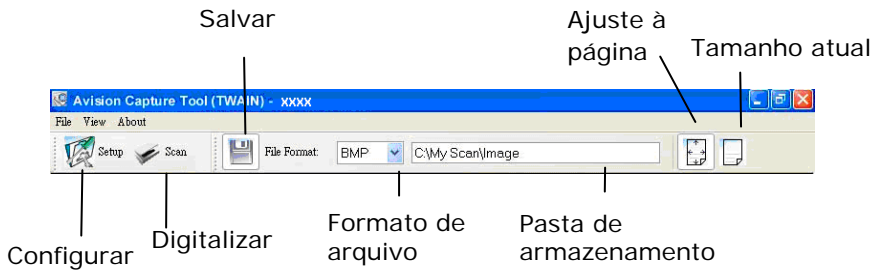 Salvar
Ajuste à
página
Tamanho atual
Avision Capture Tool (TWAIN) - XXXX
File View About
Setup Scan File Format: BMP C:\My Scan\Image
Configurar
Digitalizar
Formato de
arquivo
Pasta de
armazenamento